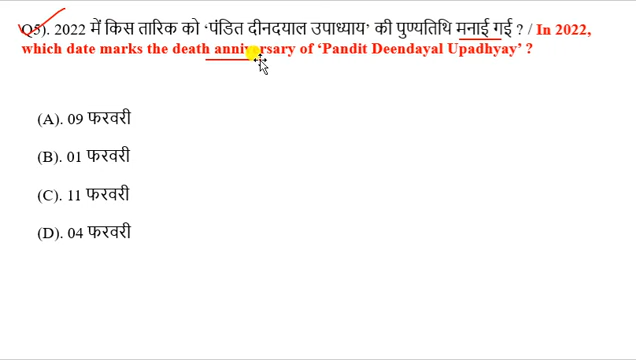 Q5). 2022 में किस तारिक को ‘पंडित दीनदयाल उपाध्याय’ की पुण्यतिथि मनाई गई ? / In 2022,
which date marks the death anniversary of ‘Pandit Deendayal Upadhyay’ ?
(A). 09 फरवरी
(B). 01 फरवरी
(C). 11 फरवरी
(D). 04 फरवरी